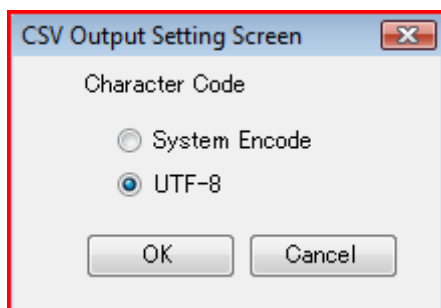 CSV Output Setting Screen
Character Code
System Encode
UTF-8
OK Cancel